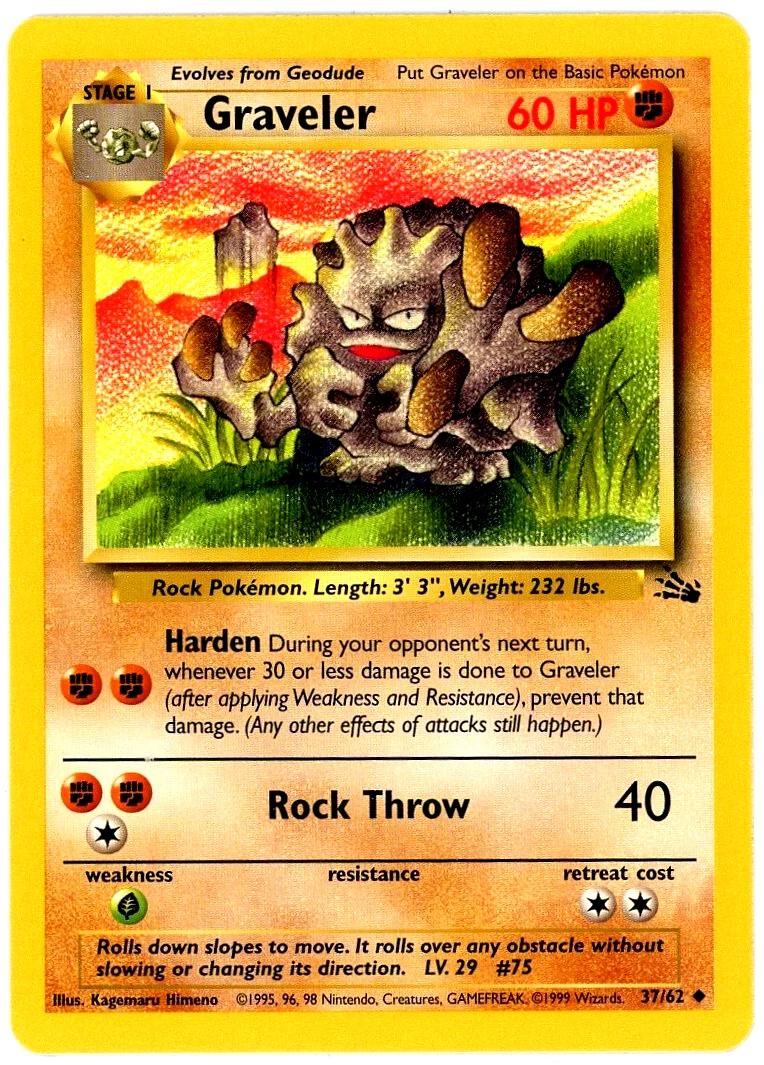 Evolves from Geodude Put Graveler on the Basic Pokémon
STAGE 1
Graveler 60 HP
Rock Pokémon. Length: 3' 3", Weight: 232 lbs.
Harden During your opponent's next turn,
whenever 30 or less damage is done to Graveler
(after applying Weakness and Resistance), prevent that
damage. (Any other effects of attacks still happen.)
Rock Throw 40
weakness resistance retreat cost
Rolls down slopes to move. It rolls over any obstacle without
slowing or changing its direction. LV. 29 #75
Illus. Kagemaru Himeno ©1995, 96, 98 Nintendo, Creatures, GAMEFREAK. ©1999 Wizards. 37/62